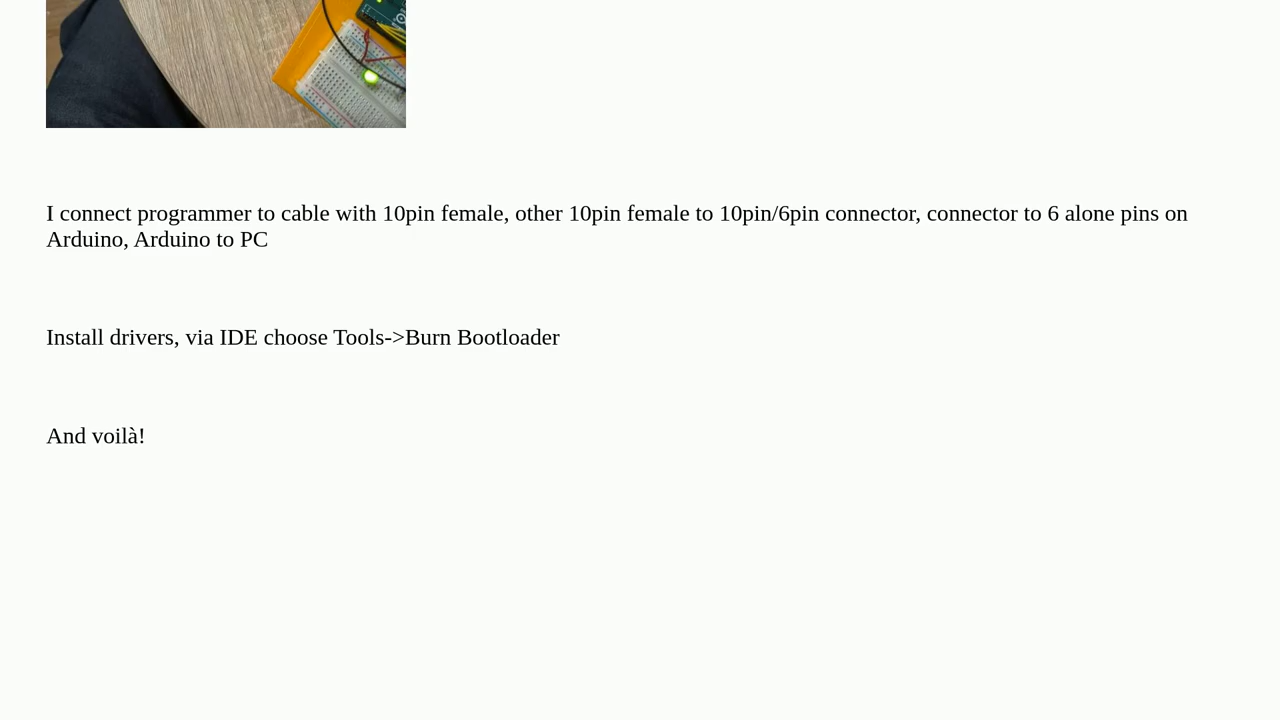 I connect programmer to cable with 10pin female, other 10pin female to 10pin/6pin connector, connector to 6 alone pins on
Arduino, Arduino to PC
Install drivers, via IDE choose Tools->Burn Bootloader
And voilà!